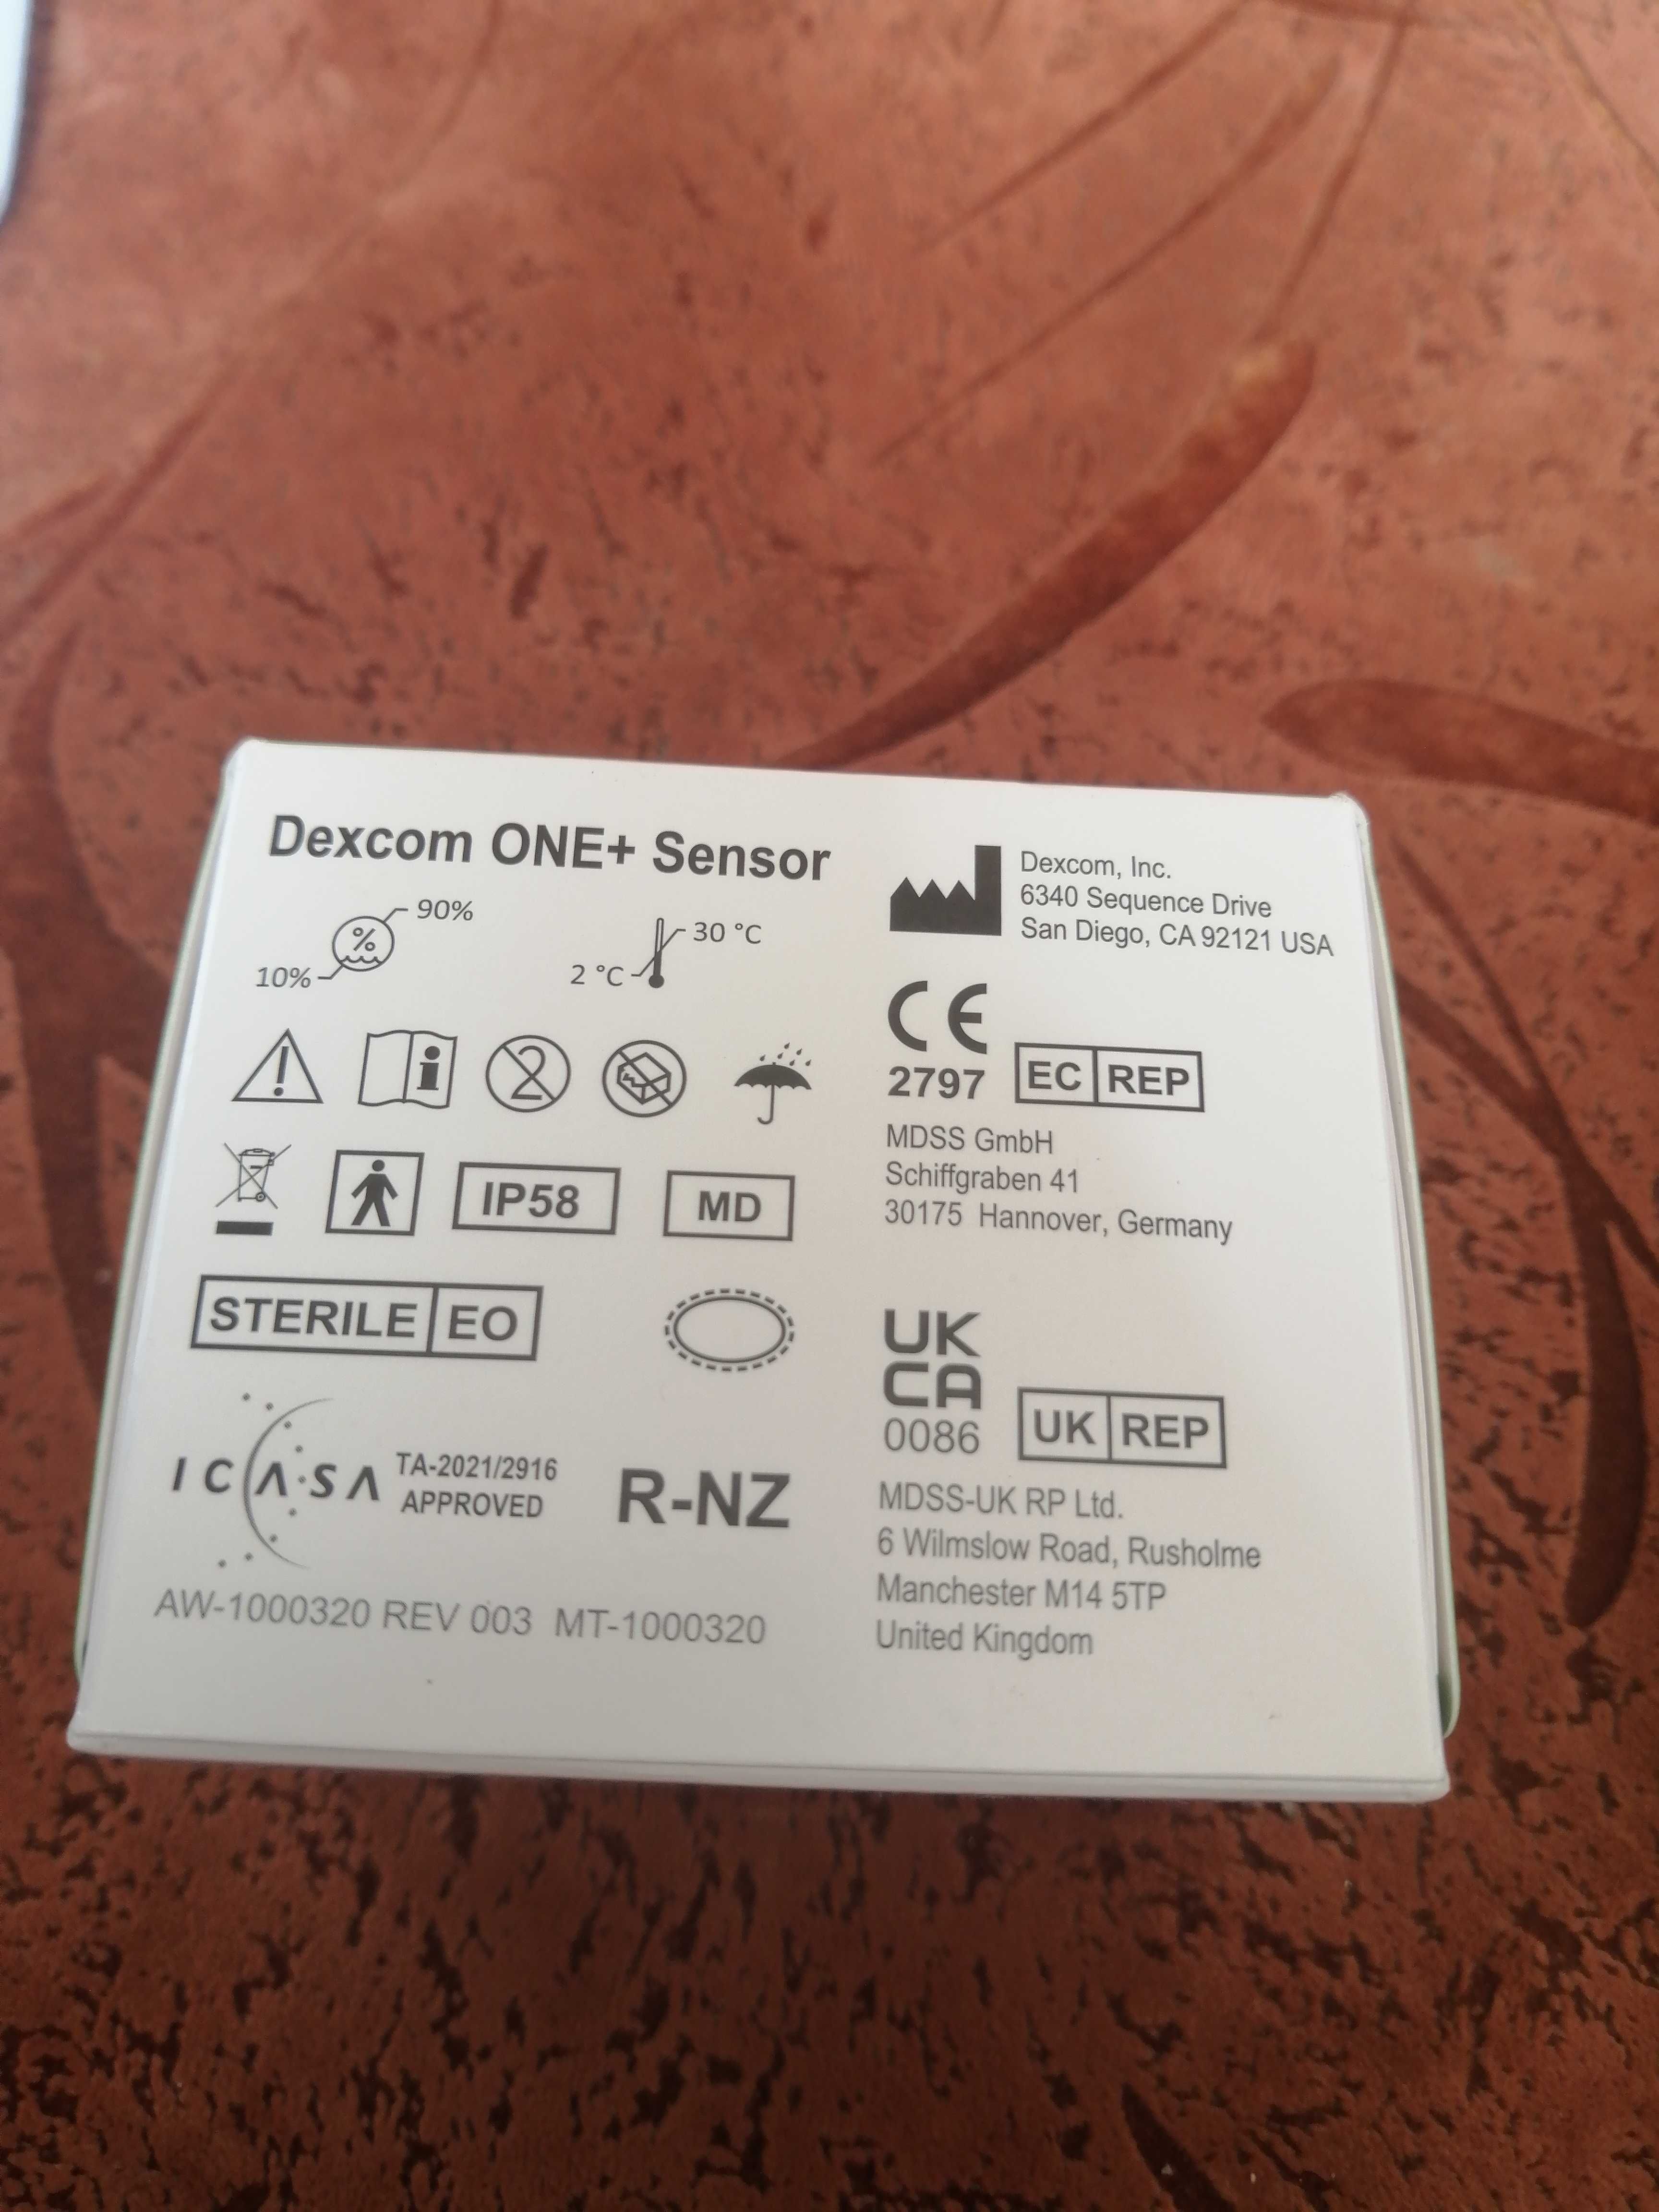 Dexcom ONE+ Sensor
90%
%
10%
30 °C
2 °C
2
IP58
MD
STERILE EO
ICASA
TA-2021/2916
APPROVED
R-NZ
AW-1000320 REV 003 MT-1000320
Dexcom, Inc.
6340 Sequence Drive
San Diego, CA 92121 USA
CE
2797
EC REP
MDSS GmbH
Schiffgraben 41
30175 Hannover, Germany
UK
CA
0086
UK REP
MDSS-UK RP Ltd.
6 Wilmslow Road, Rusholme
Manchester M14 5TP
United Kingdom